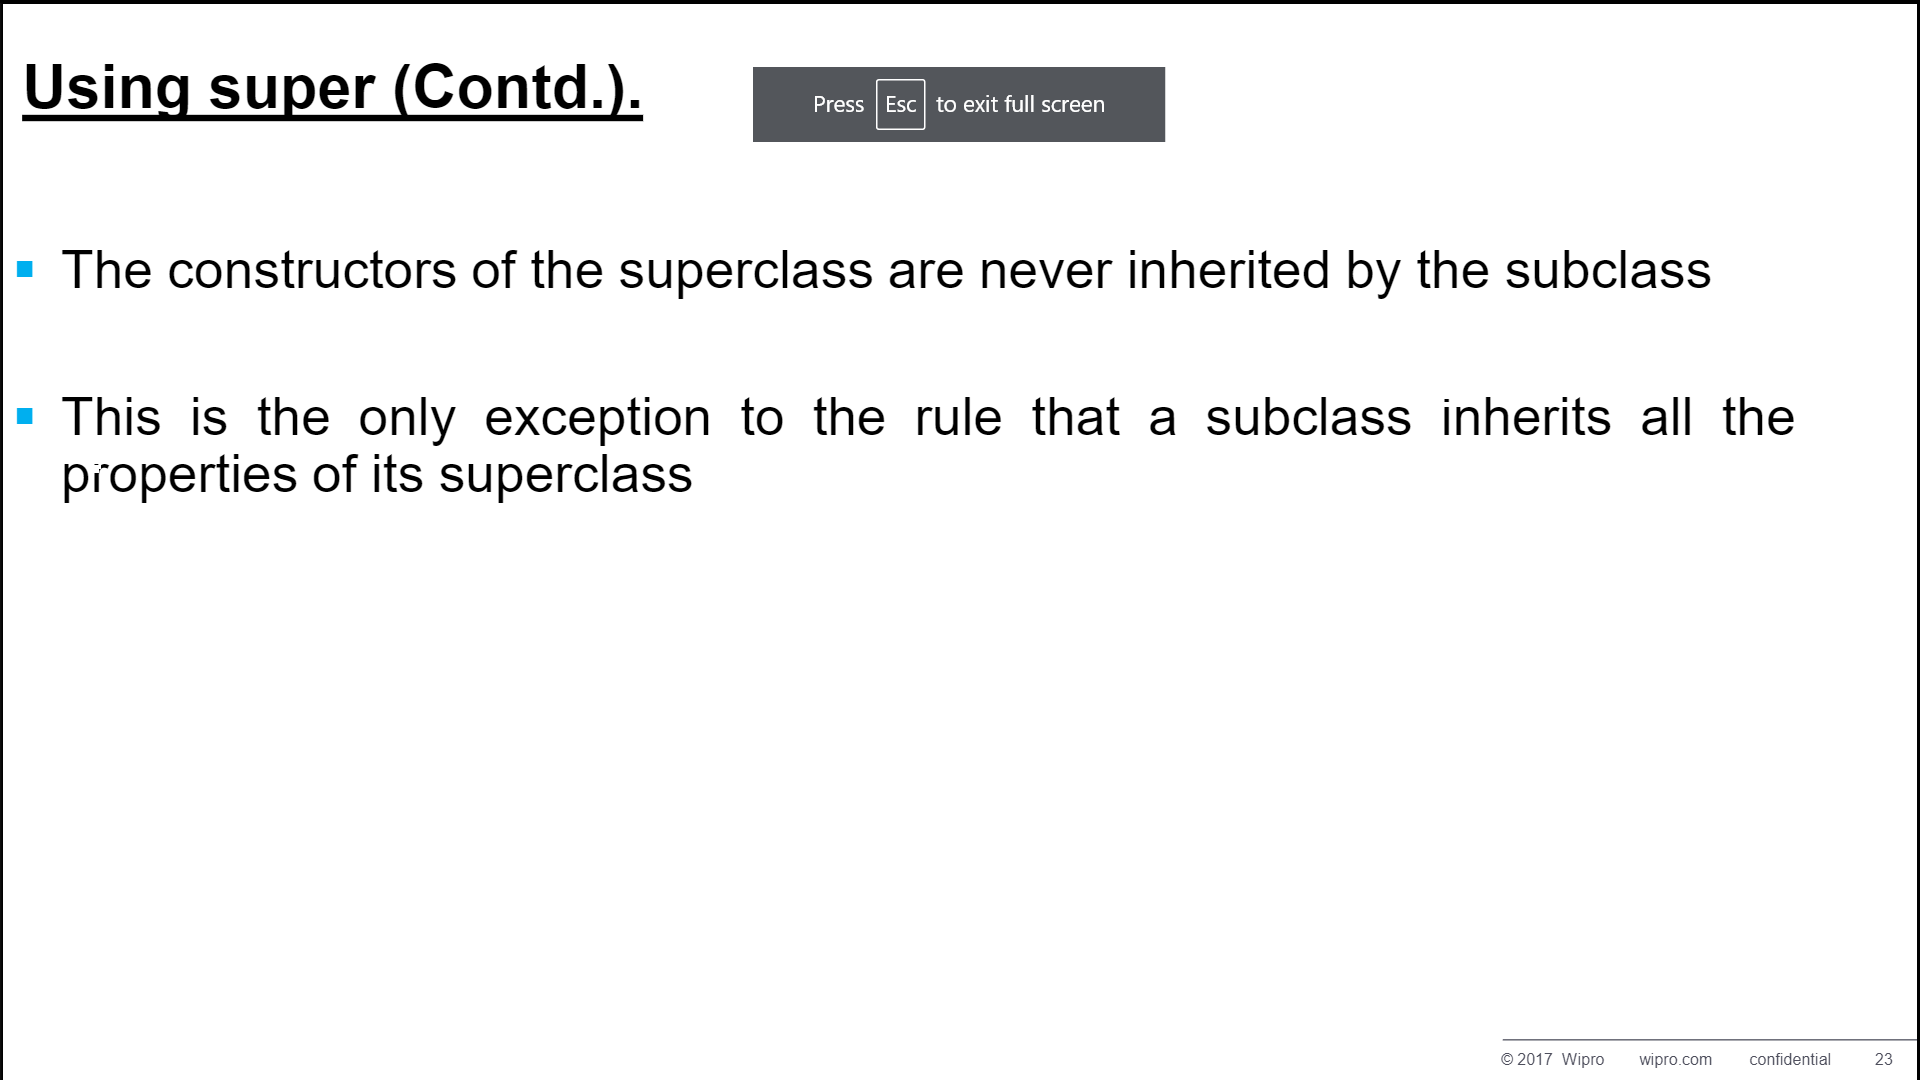 Using super (Contd.).
Press Esc to exit full screen
The constructors of the superclass are never inherited by the subclass
This is the only exception to the rule that a subclass inherits all the
properties of its superclass
© 2017 Wipro wipro.com confidential 23